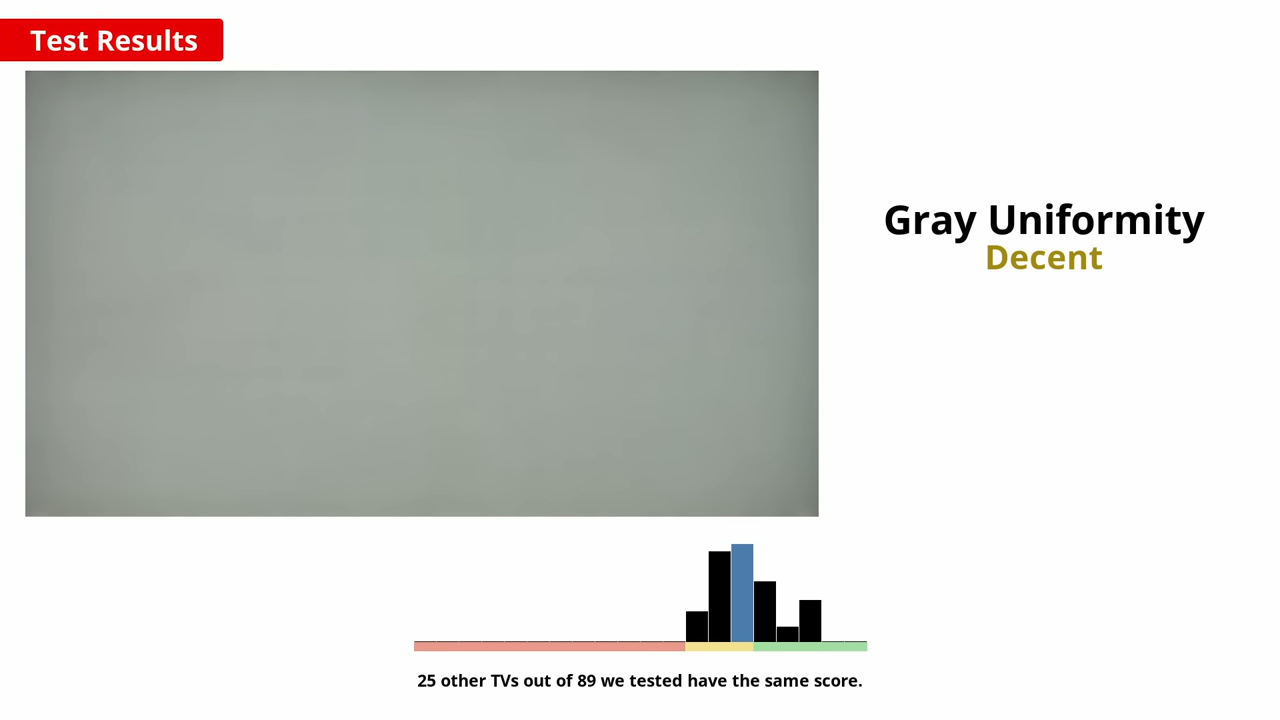 Test Results
Gray Uniformity
Decent
25 other TVs out of 89 we tested have the same score.